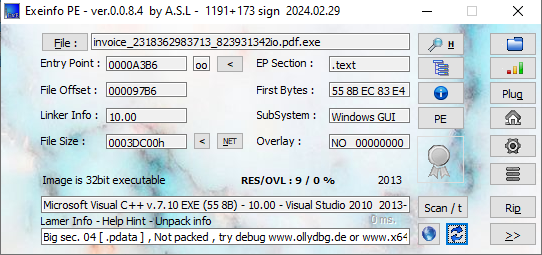 Exeinfo PE - ver.0.0.8.4 by A.S.L - 1191+173 sign 2024.02.29
File : invoice_2318362983713_823931342io.pdf.exe H
Entry Point : 0000A3B6 oo < EP Section : .text
File Offset : 000097B6 First Bytes : 55 8B EC 83 E4 Plug
Linker Info : 10.00 SubSystem : Windows GUI PE
File Size : 0003DC00h < NET Overlay : NO 00000000
Image is 32bit executable RES/OVL : 9 / 0 % 2013
Microsoft Visual C++ v.7.10 EXE (55 8B) - 10.00 - Visual Studio 2010 2013- Scan / t Rip
Lamer Info - Help Hint - Unpack info 0 ms.
Big sec. 04 [ .pdata ] , Not packed , try debug www.ollydbg.de or www.x64 >>